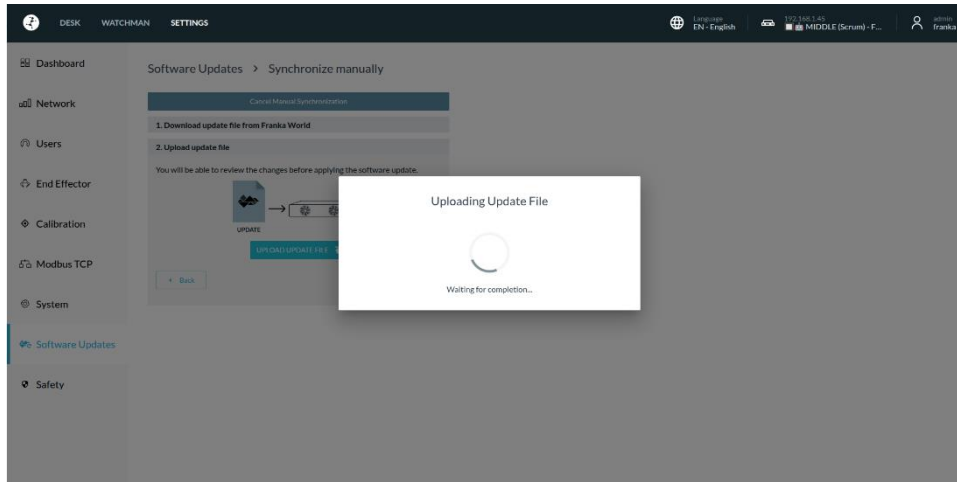 DESK WATCHMAN SETTINGS
Language
EN - English
192.168.1.45
MIDDLE (Scrum) - F...
admin
franka
Dashboard
Network
Users
End Effector
Calibration
Modbus TCP
System
Software Updates
Safety
Software Updates > Synchronize manually
Cancel Manual Synchronization
1. Download update file from Franka World
2. Upload update file
You will be able to review the changes before applying the software update.
UPDATE
UPLOAD UPDATE FILE
Back
Uploading Update File
Waiting for completion...